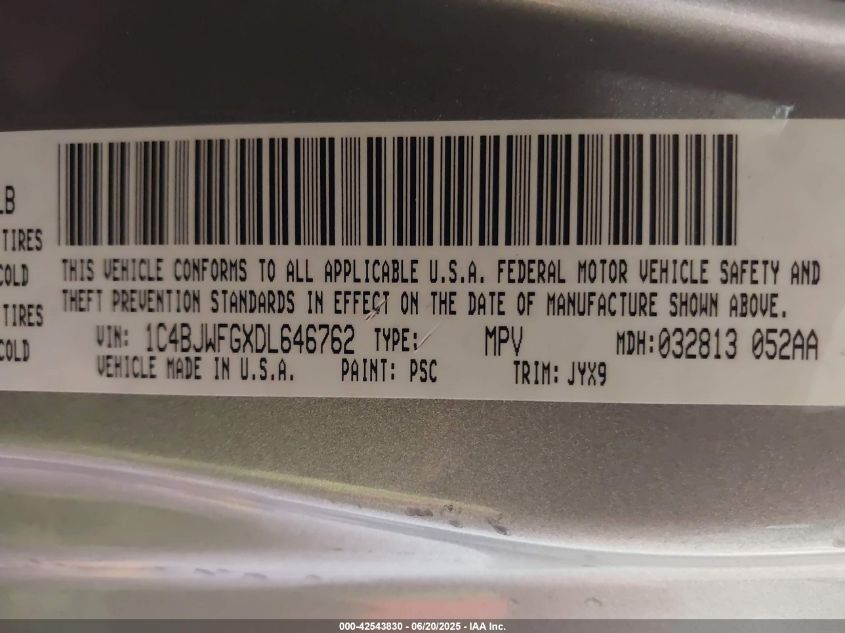 LB
TIRES
COLD
TIRES
COLD
THIS VEHICLE CONFORMS TO ALL APPLICABLE U.S.A. FEDERAL MOTOR VEHICLE SAFETY AND
THEFT PREVENTION STANDARDS IN EFFECT ON THE DATE OF MANUFACTURE SHOWN ABOVE.
VIN: 1C4BJWFGXDL646762 TYPE: MPV MDH:032813 052AA
VEHICLE MADE IN U.S.A. PAINT: PSC TRIM: JYX9
000-42543830 - 06/20/2025 - IAA Inc.